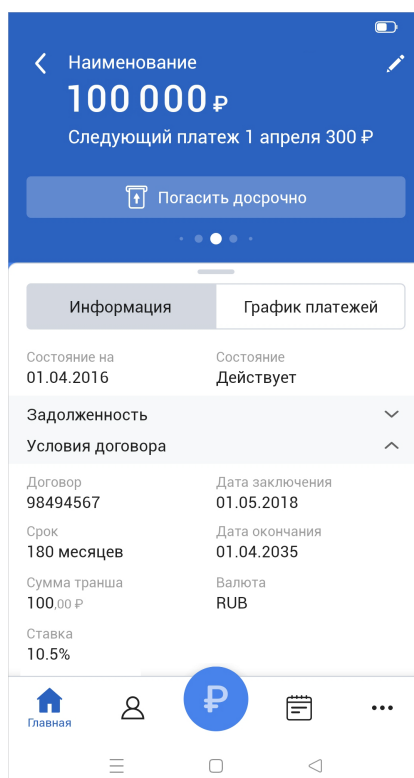 Наименование
100 000 ₽
Следующий платеж 1 апреля 300 ₽
Погасить досрочно
Информация График платежей
Состояние на Состояние
01.04.2016 Действует
Задолженность
Условия договора
Договор Дата заключения
98494567 01.05.2018
Срок Дата окончания
180 месяцев 01.04.2035
Сумма транша Валюта
100,00 ₽ RUB
Ставка
10.5%
₽
Главная